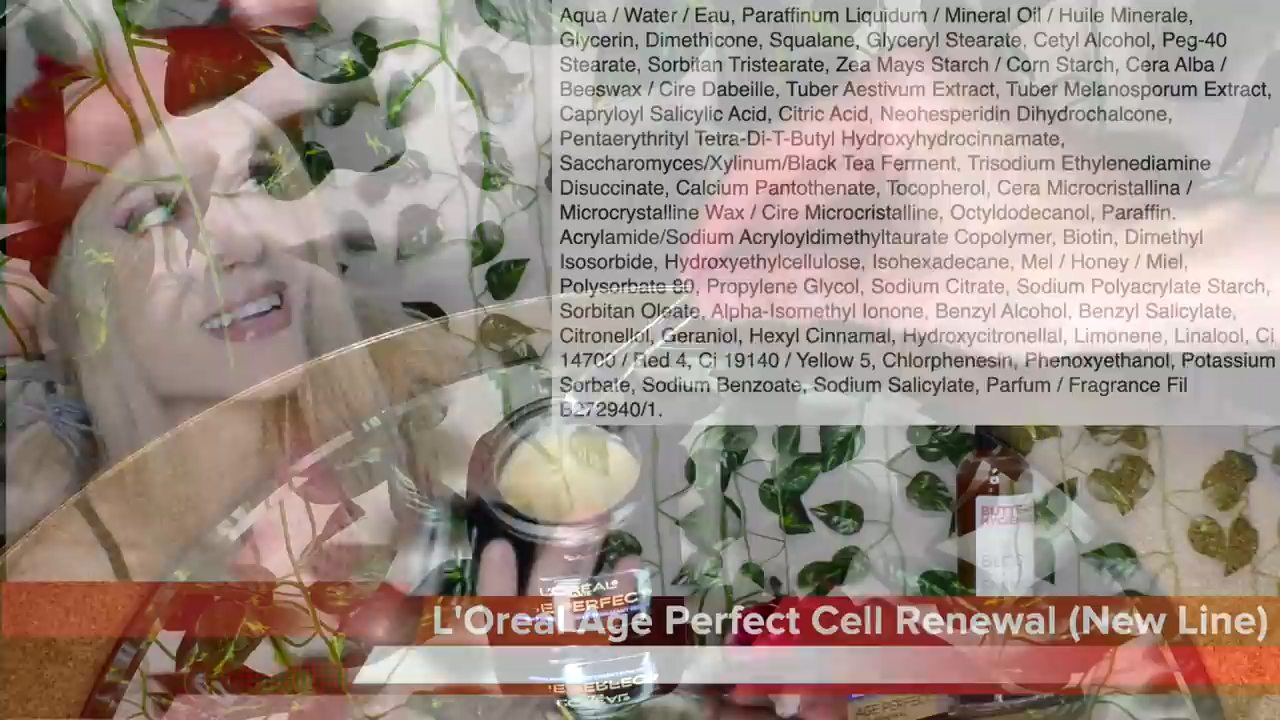 Aqua / Water / Eau, Paraffinum Liquidum / Mineral Oil / Huile Minerale,
Glycerin, Dimethicone, Squalane, Glyceryl Stearate, Cetyl Alcohol, Peg-40
Stearate, Sorbitan Tristearate, Zea Mays Starch / Corn Starch, Cera Alba /
Beeswax / Cire Dabeille, Tuber Aestivum Extract, Tuber Melanosporum Extract,
Capryloyl Salicylic Acid, Citric Acid, Neohesperidin Dihydrochalcone,
Pentaerythrityl Tetra-Di-T-Butyl Hydroxyhydrocinnamate,
Saccharomyces/Xylinum/Black Tea Ferment, Trisodium Ethylenediamine
Disuccinate, Calcium Pantothenate, Tocopherol, Cera Microcristallina /
Microcrystalline Wax / Cire Microcristalline, Octyldodecanol, Paraffin.
Acrylamide/Sodium Acryloyldimethyltaurate Copolymer, Biotin, Dimethyl
Isosorbide, Hydroxyethylcellulose, Isohexadecane, Mel / Honey / Miel,
Polysorbate 80, Propylene Glycol, Sodium Citrate, Sodium Polyacrylate Starch,
Sorbitan Oleate, Alpha-Isomethyl Ionone, Benzyl Alcohol, Benzyl Salicylate,
Citronellol, Geraniol, Hexyl Cinnamal, Hydroxycitronellal, Limonene, Linalool, Ci
14700 / Red 4, Ci 19140 / Yellow 5, Chlorphenesin, Phenoxyethanol, Potassium
Sorbate, Sodium Benzoate, Sodium Salicylate, Parfum / Fragrance Fil
B272940/1.
L'ORÉAL
E PERFEC
L'Oreal Age Perfect Cell Renewal (New Line)
AGE PERFEC